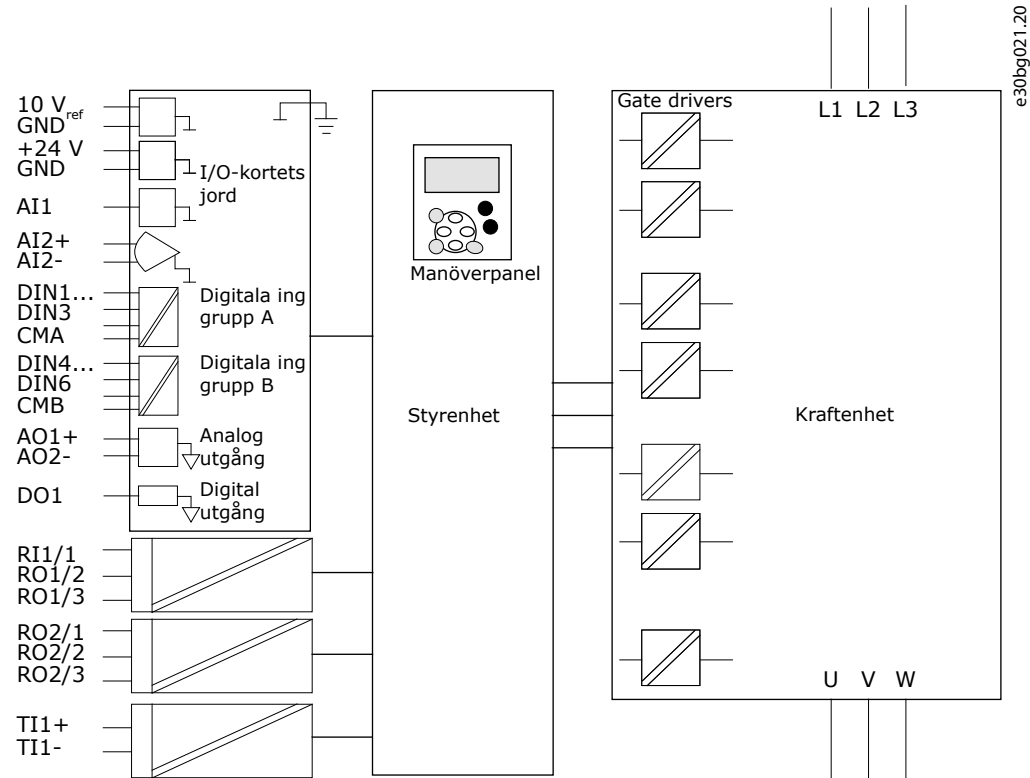 10 Vref
GND
+24 V
GND
AI1
AI2+
AI2-
DIN1...
DIN3
CMA
DIN4...
DIN6
CMB
AO1+
AO2-
DO1
RI1/1
RO1/2
RO1/3
RO2/1
RO2/2
RO2/3
TI1+
TI1-
I/O-kortets
jord
Digitala ing
grupp A
Digitala ing
grupp B
Analog
utgång
Digital
utgång
Manöverpanel
Styrenhet
Gate drivers
L1 L2 L3
Kraftenhet
U V W
e30bg021.20